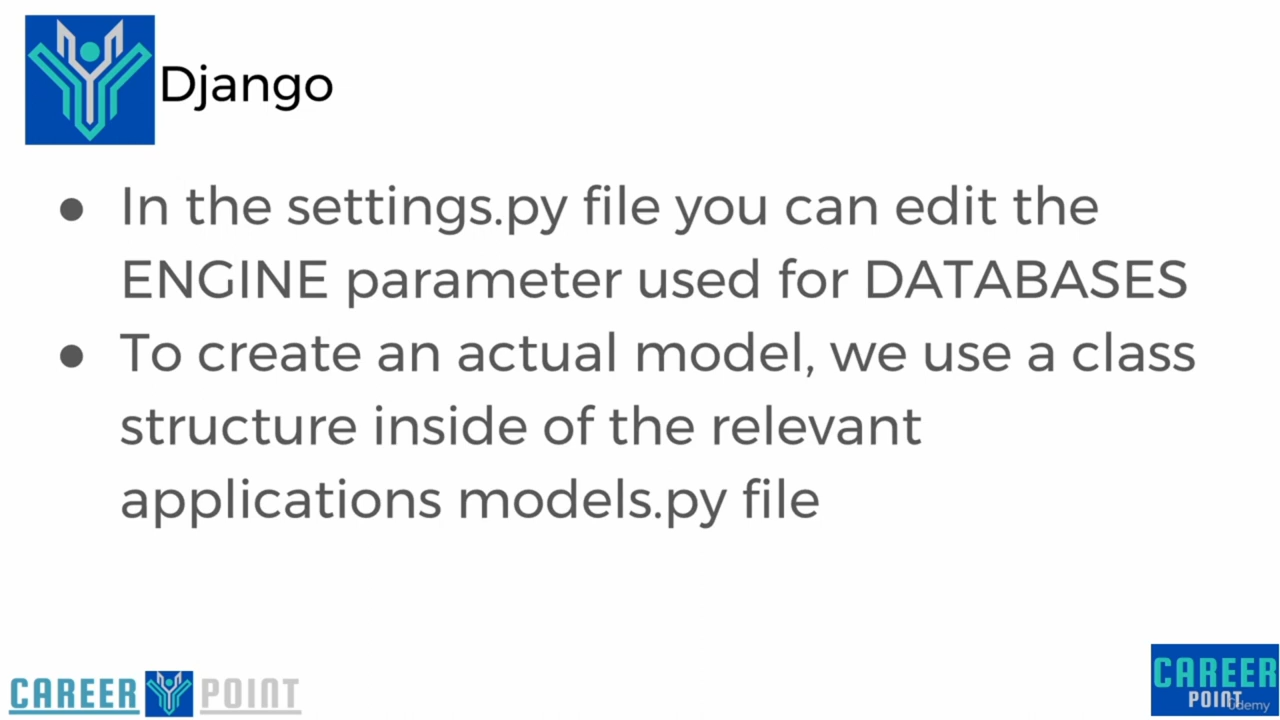 Django
● In the settings.py file you can edit the
ENGINE parameter used for DATABASES
● To create an actual model, we use a class
structure inside of the relevant
applications models.py file
CAREER POINT
CAREER
POINT
ûdemy